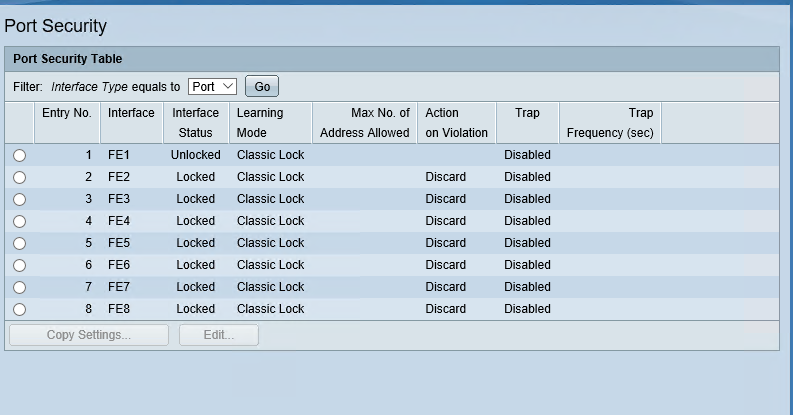 Port Security
Port Security Table
Filter: Interface Type equals to Port Go
Entry No. Interface Interface Status Learning Mode Max No. of Address Allowed Action on Violation Trap Trap Frequency (sec)
1 FE1 Unlocked Classic Lock Disabled
2 FE2 Locked Classic Lock Discard Disabled
3 FE3 Locked Classic Lock Discard Disabled
4 FE4 Locked Classic Lock Discard Disabled
5 FE5 Locked Classic Lock Discard Disabled
6 FE6 Locked Classic Lock Discard Disabled
7 FE7 Locked Classic Lock Discard Disabled
8 FE8 Locked Classic Lock Discard Disabled
Copy Settings... Edit...